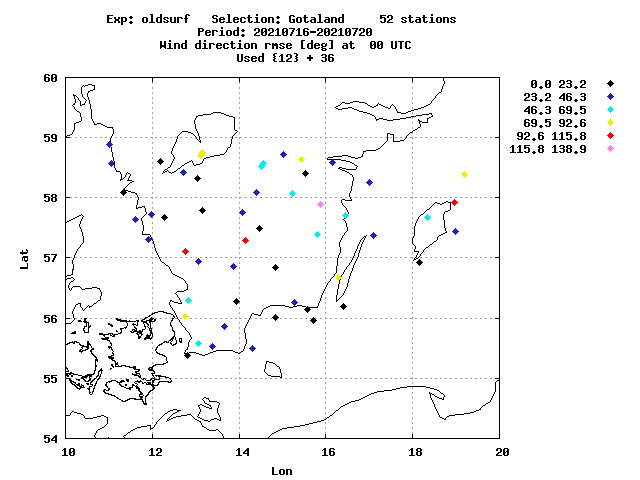 Exp: oldsurf Selection: Gotaland 52 stations
Period: 20210716-20210720
Wind direction rmse [deg] at 00 UTC
Used {12} + 36
0.0 23.2
23.2 46.3
46.3 69.5
69.5 92.6
92.6 115.8
115.8 138.9
60
59
58
57
56
55
54
Lat
10 12 14 16 18 20
Lon